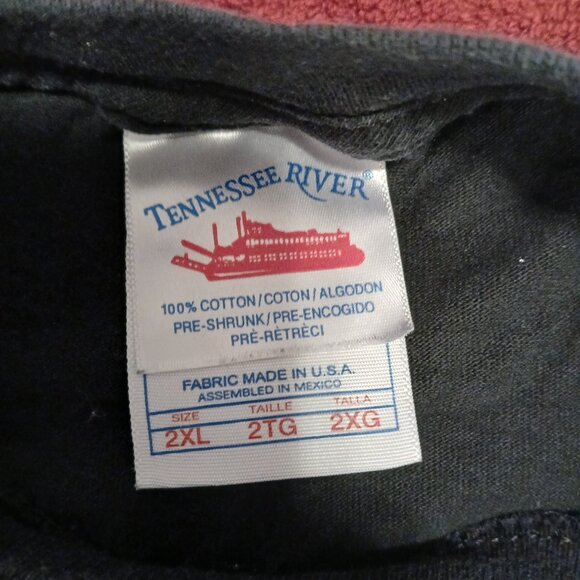 TENNESSEE RIVER®
100% COTTON/COTON/ALGODON
PRE-SHRUNK/PRE-ENCOGIDO
PRÉ-RÈTRÈCI
FABRIC MADE IN U.S.A.
ASSEMBLED IN MEXICO
SIZE TAILLE TALLA
2XL 2TG 2XG